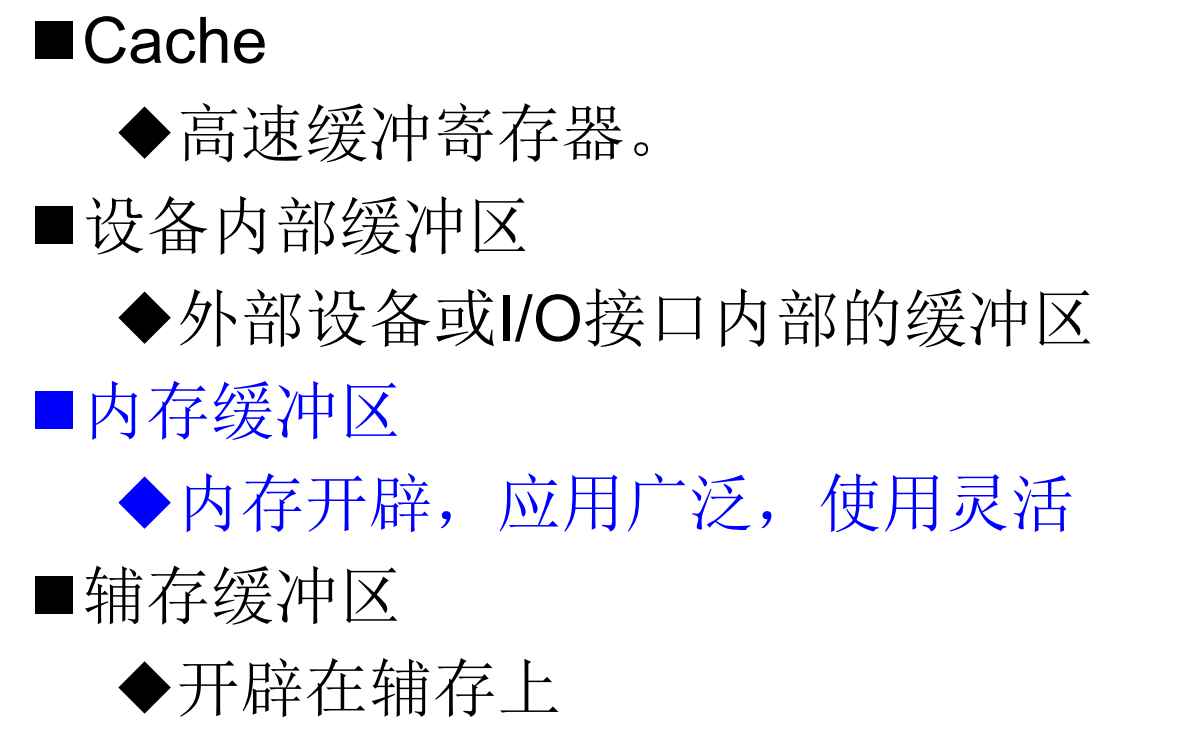 ■Cache
◆高速缓冲寄存器。
■设备内部缓冲区
◆外部设备或I/O接口内部的缓冲区
■内存缓冲区
◆内存开辟，应用广泛，使用灵活
■辅存缓冲区
◆开辟在辅存上